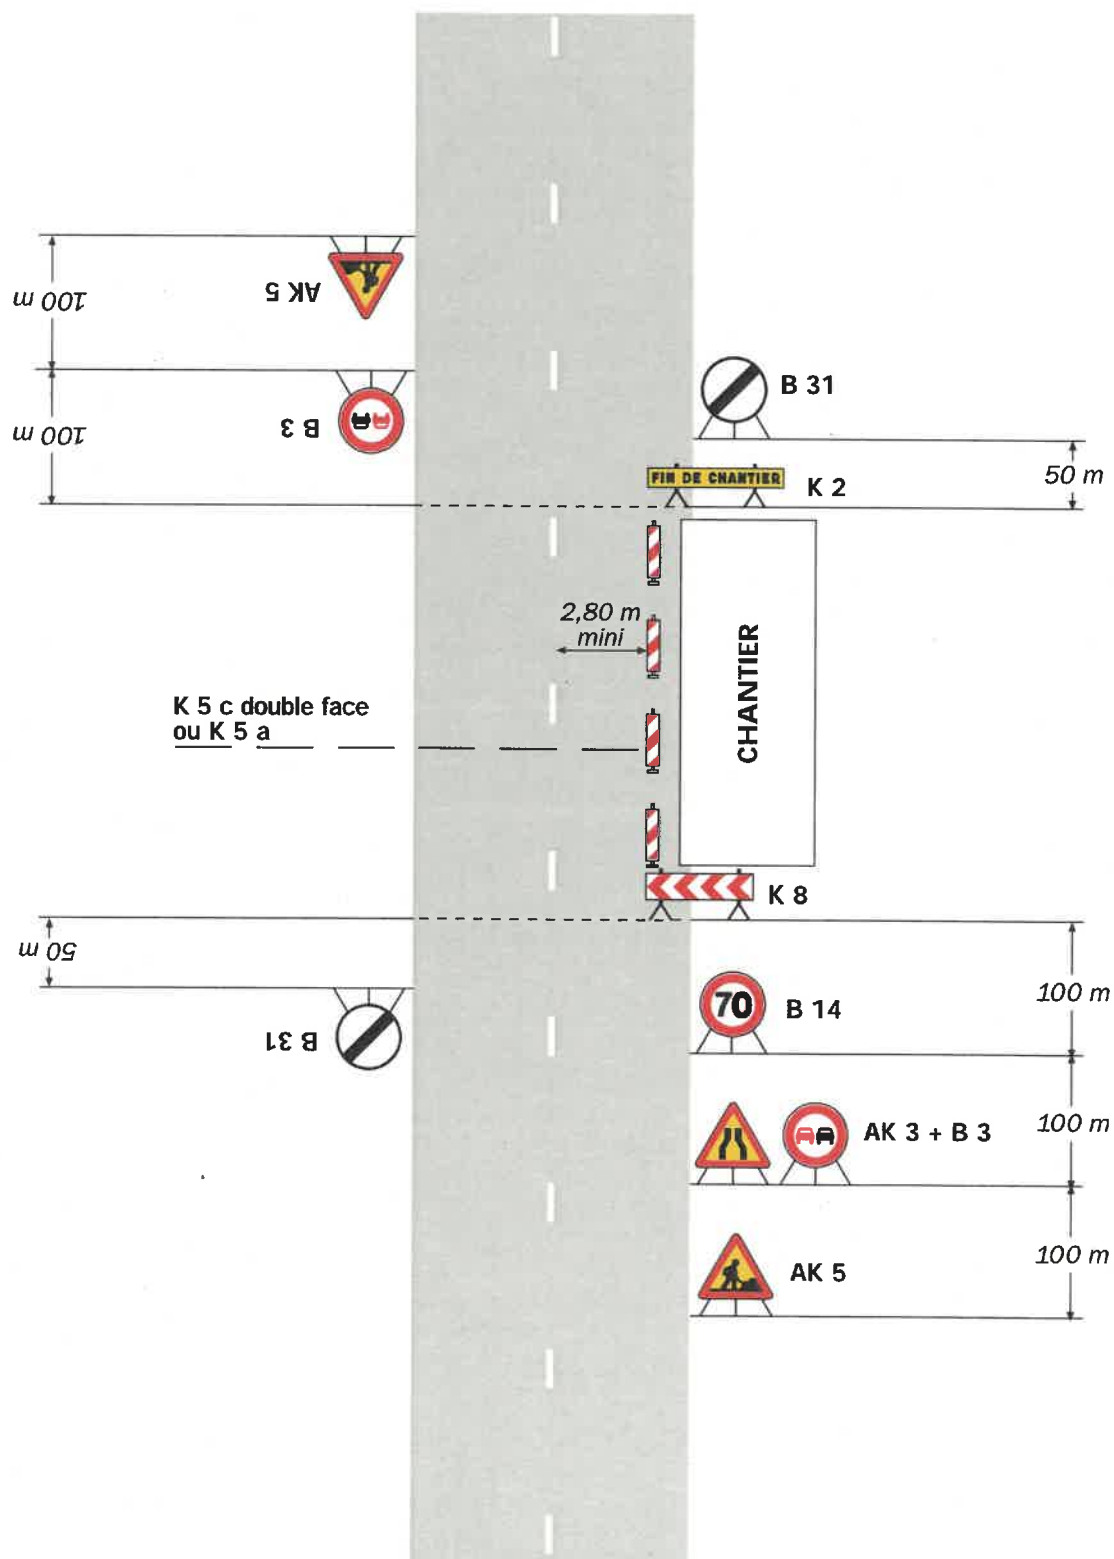 100 m
AK 5
100 m
B 3
B 31
50 m
FIN DE CHANTIER
K 2
2,80 m
mini
CHANTIER
K 5 c double face
ou K 5 a
K 8
50 m
B 31
70
B 14
100 m
AK 3 + B 3
100 m
AK 5
100 m